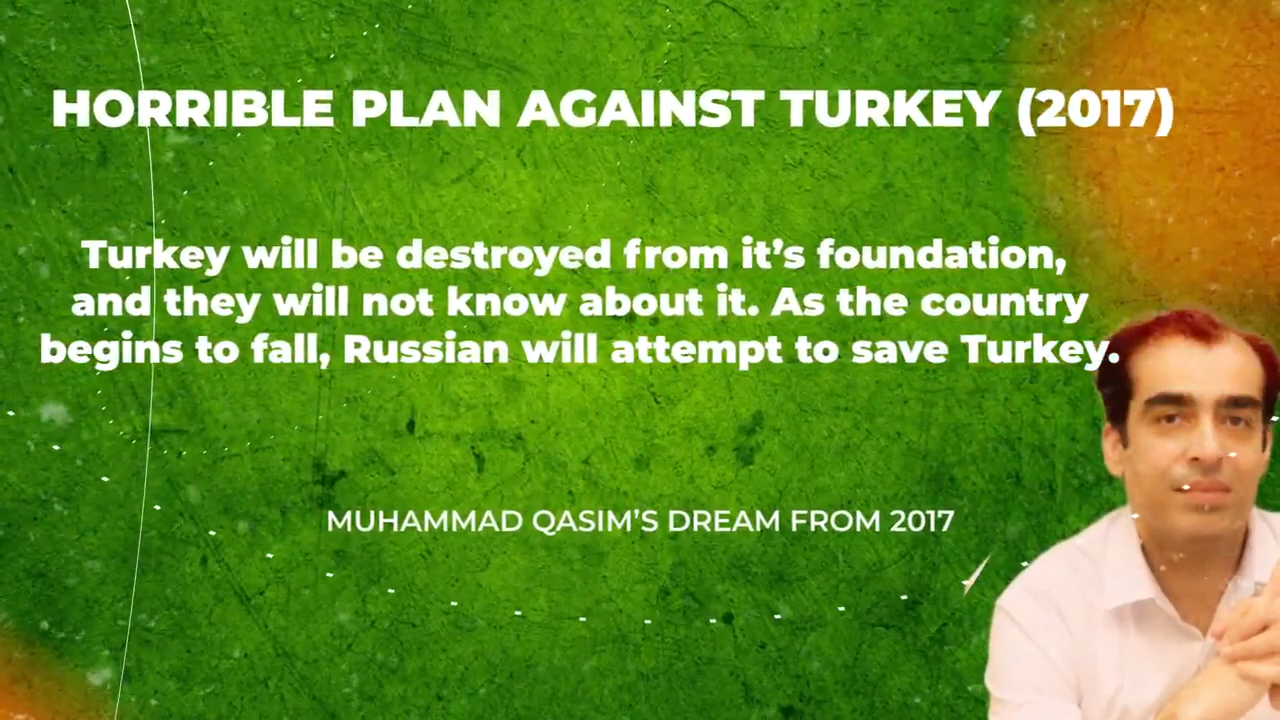 HORRIBLE PLAN AGAINST TURKEY (2017)
Turkey will be destroyed from it’s foundation,
and they will not know about it. As the country
begins to fall, Russian will attempt to save Turkey.
MUHAMMAD QASIM’S DREAM FROM 2017